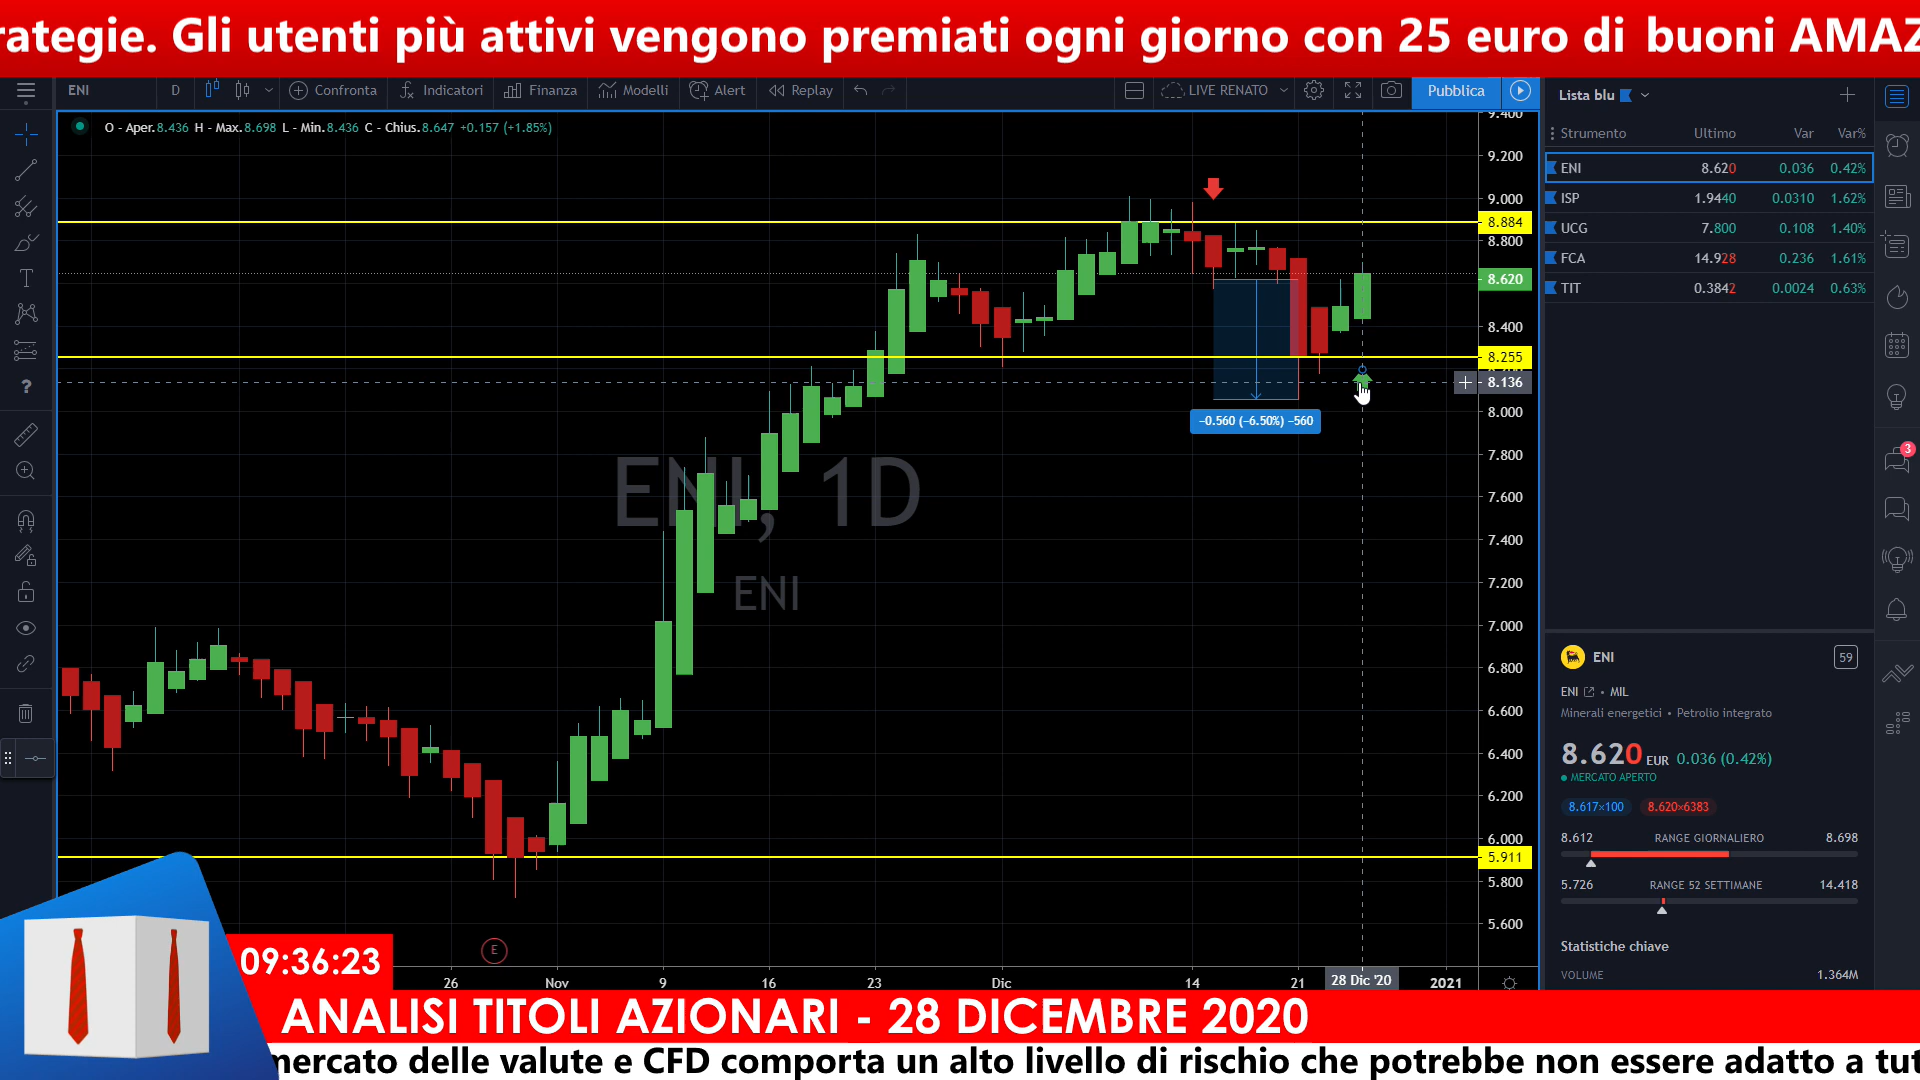 rategie. Gli utenti più attivi vengono premiati ogni giorno con 25 euro di buoni AMAZ
ENI D Confronta Indicatori Finanza Modelli Alert Replay LIVE RENATO Pubblica
O - Aper.8.436 H - Max.8.698 L - Min.8.436 C - Chius.8.647 +0.157 (+1.85%)
9.400
9.200
9.000
8.884
8.800
8.620
8.400
8.255
8.136
8.000
7.800
7.600
7.400
7.200
7.000
6.800
6.600
6.400
6.200
6.000
5.911
5.800
5.600
−0.560 (−6.50%) −560
ENI, 1D
ENI
E
26 Nov 9 16 23 Dic 14 21 28 Dic '20 2021
Lista blu
Strumento Ultimo Var Var%
ENI 8.620 0.036 0.42%
ISP 1.9440 0.0310 1.62%
UCG 7.800 0.108 1.40%
FCA 14.928 0.236 1.61%
TIT 0.3842 0.0024 0.63%
3
ENI 59
ENI • MIL
Minerali energetici • Petrolio integrato
8.620 EUR 0.036 (0.42%)
MERCATO APERTO
8.617×100 8.620×6383
8.612 RANGE GIORNALIERO 8.698
5.726 RANGE 52 SETTIMANE 14.418
Statistiche chiave
VOLUME 1.364M
09:36:23
ANALISI TITOLI AZIONARI - 28 DICEMBRE 2020
mercato delle valute e CFD comporta un alto livello di rischio che potrebbe non essere adatto a tut